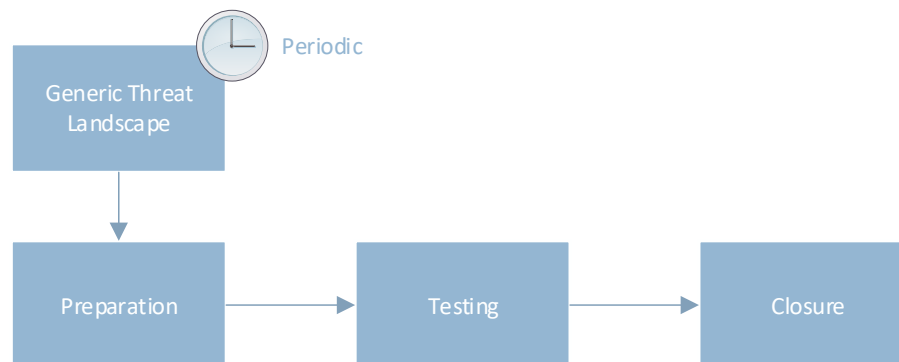 Periodic
Generic Threat
Landscape
Preparation
Testing
Closure